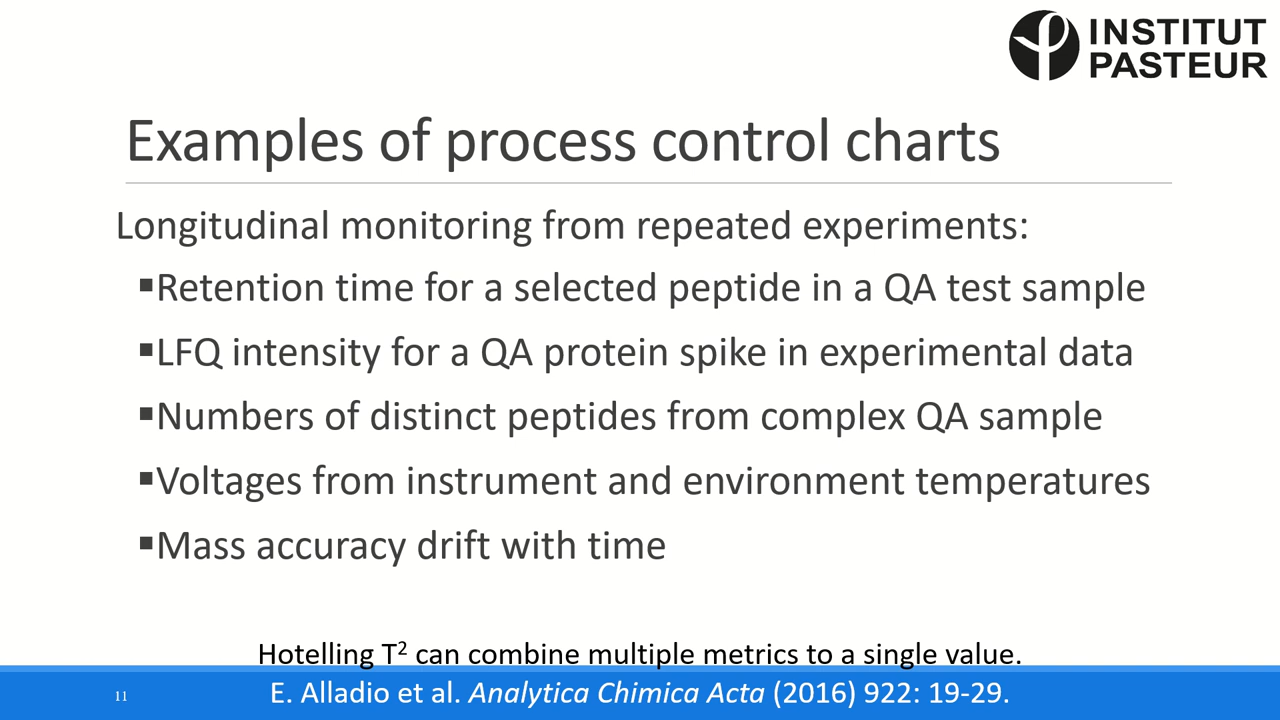 INSTITUT
PASTEUR
Examples of process control charts
Longitudinal monitoring from repeated experiments:
▪Retention time for a selected peptide in a QA test sample
▪LFQ intensity for a QA protein spike in experimental data
▪Numbers of distinct peptides from complex QA sample
▪Voltages from instrument and environment temperatures
▪Mass accuracy drift with time
Hotelling T² can combine multiple metrics to a single value.
11
E. Alladio et al. Analytica Chimica Acta (2016) 922: 19-29.